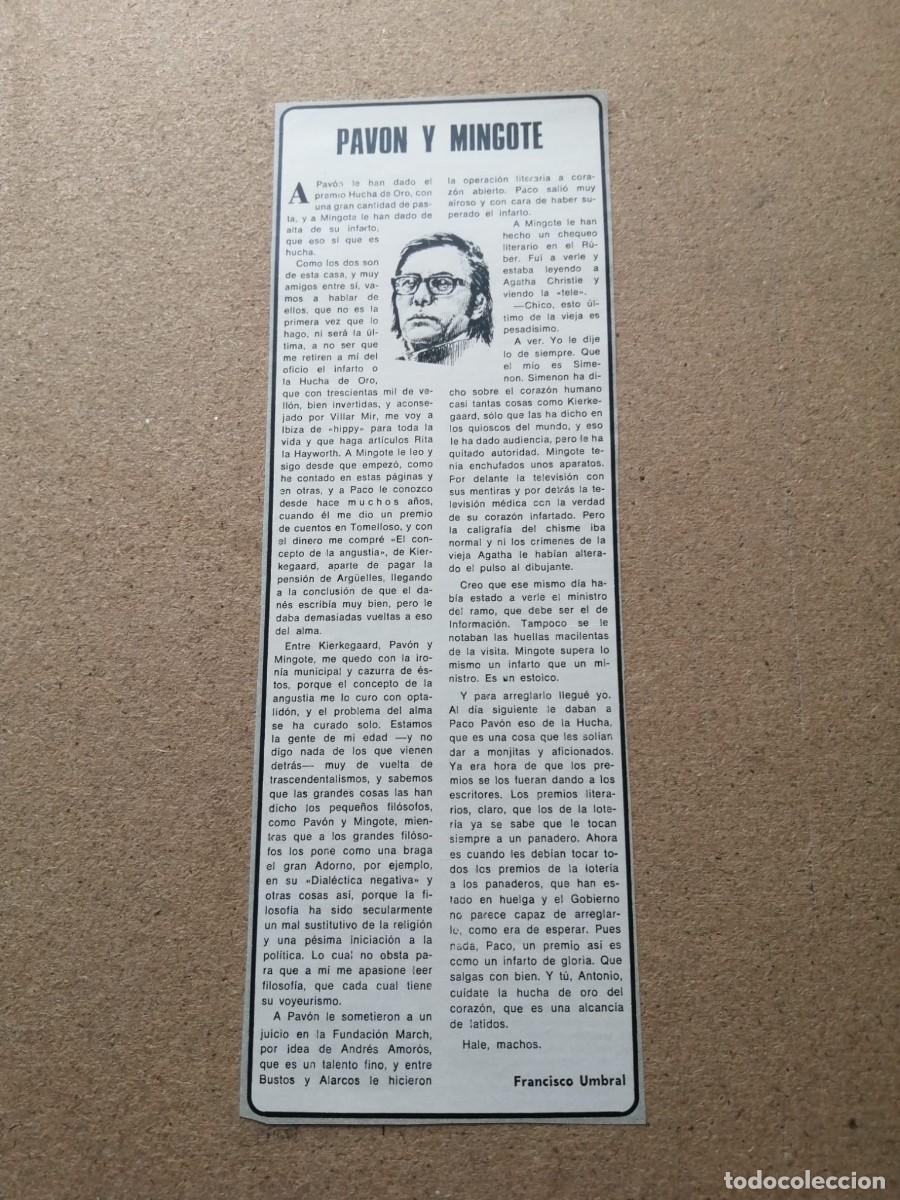 PAVON Y MINGOTE
A Pavón le han dado el
premio Hucha de Oro, con
una gran cantidad de pas-
ta, y a Mingote le han dado de
alta de su infarto,
que eso sí que es
hucha.
Como los dos son
de esta casa, y muy
amigos entre sí, va-
mos a hablar de
ellos, que no es la
primera vez que lo
hago, ni será la úl-
tima, a no ser que
me retiren a mí del
oficio el infarto o
la Hucha de Oro,
que con trescientas mil de ve-
llón, bien invertidas, y aconse-
jado por Villar Mir, me voy a
Ibiza de «hippy» para toda la
vida y que haga artículos Rita
la Hayworth. A Mingote le leo y
sigo desde que empezó, como
he contado en estas páginas y
en otras, y a Paco le conozco
desde hace muchos años,
cuando él me dio un premio
de cuentos en Tomelloso, y con
el dinero me compré «El con-
cepto de la angustia», de Kier-
kegaard, aparte de pagar la
pensión de Argüelles, llegando
a la conclusión de que el da-
nés escribía muy bien, pero le
daba demasiadas vueltas a eso
del alma.
Entre Kierkegaard, Pavón y
Mingote, me quedo con la iro-
nía municipal y cazurra de és-
tos, porque el concepto de la
angustia me lo curo con opta-
lidón, y el problema del alma
se ha curado solo. Estamos
la gente de mi edad —y no
digo nada de los que vienen
detrás— muy de vuelta de
trascendentalismos, y sabemos
que las grandes cosas las han
dicho los pequeños filósofos,
como Pavón y Mingote, mien-
tras que a los grandes filóso-
fos los pone como una braga
el gran Adorno, por ejemplo,
en su «Dialéctica negativa» y
otras cosas así, porque la fi-
losofía ha sido secularmente
un mal sustitutivo de la religión
y una pésima iniciación a la
política. Lo cual no obsta pa-
ra que a mí me apasione leer
filosofía, que cada cual tiene
su voyeurismo.
A Pavón le sometieron a un
juicio en la Fundación March,
por idea de Andrés Amorós,
que es un talento fino, y entre
Bustos y Alarcos le hicieron
la operación literaria a cora-
zón abierto. Paco salió muy
airoso y con cara de haber su-
perado el infarto.
A Mingote le han
hecho un chequeo
literario en el Rú-
ber. Fui a verle y
estaba leyendo a
Agatha Christie y
viendo la «tele».
—Chico, esto úl-
timo de la vieja es
pesadísimo.
A ver. Yo le dije
lo de siempre. Que
el mío es Sime-
non. Simenon ha di-
cho sobre el corazón humano
casi tantas cosas como Kierke-
gaard, sólo que las ha dicho en
los quioscos del mundo, y eso
le ha dado audiencia, pero le ha
quitado autoridad. Mingote te-
nía enchufados unos aparatos.
Por delante la televisión con
sus mentiras y por detrás la te-
levisión médica con la verdad
de su corazón infartado. Pero
la caligrafía del chisme iba
normal y ni los crímenes de la
vieja Agatha le habían altera-
do el pulso al dibujante.
Creo que ese mismo día ha-
bía estado a verle el ministro
del ramo, que debe ser el de
Información. Tampoco se le
notaban las huellas macilentas
de la visita. Mingote supera lo
mismo un infarto que un mi-
nistro. Es un estoico.
Y para arreglarlo llegué yo.
Al día siguiente le daban a
Paco Pavón eso de la Hucha,
que es una cosa que les solían
dar a monjitas y aficionados.
Ya era hora de que los pre-
mios se los fueran dando a los
escritores. Los premios litera-
rios, claro, que los de la lote-
ría ya se sabe que le tocan
siempre a un panadero. Ahora
es cuando les debían tocar to-
dos los premios de la lotería
a los panaderos, que han es-
tado en huelga y el Gobierno
no parece capaz de arreglar-
lo, como era de esperar. Pues
nada, Paco, un premio así es
como un infarto de gloria. Que
salgas con bien. Y tú, Antonio,
cuídate la hucha de oro del
corazón, que es una alcancía
de latidos.
Hale, machos.
Francisco Umbral
todocoleccion